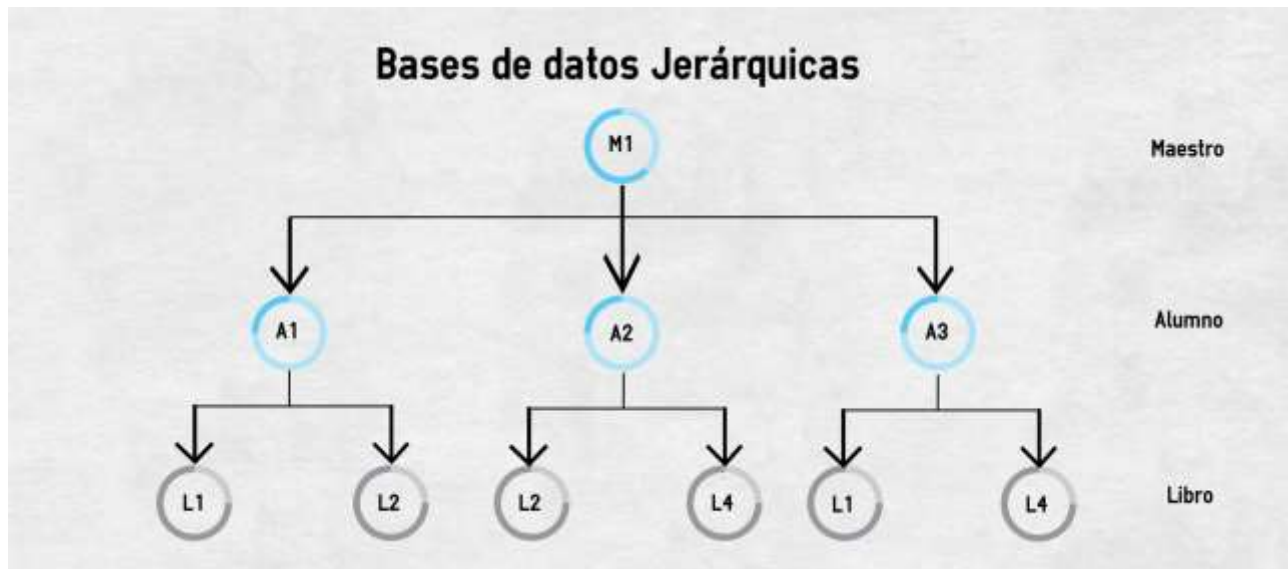 Bases de datos Jerárquicas
M1
Maestro
A1
A2
A3
Alumno
L1
L2
L2
L4
L1
L4
Libro